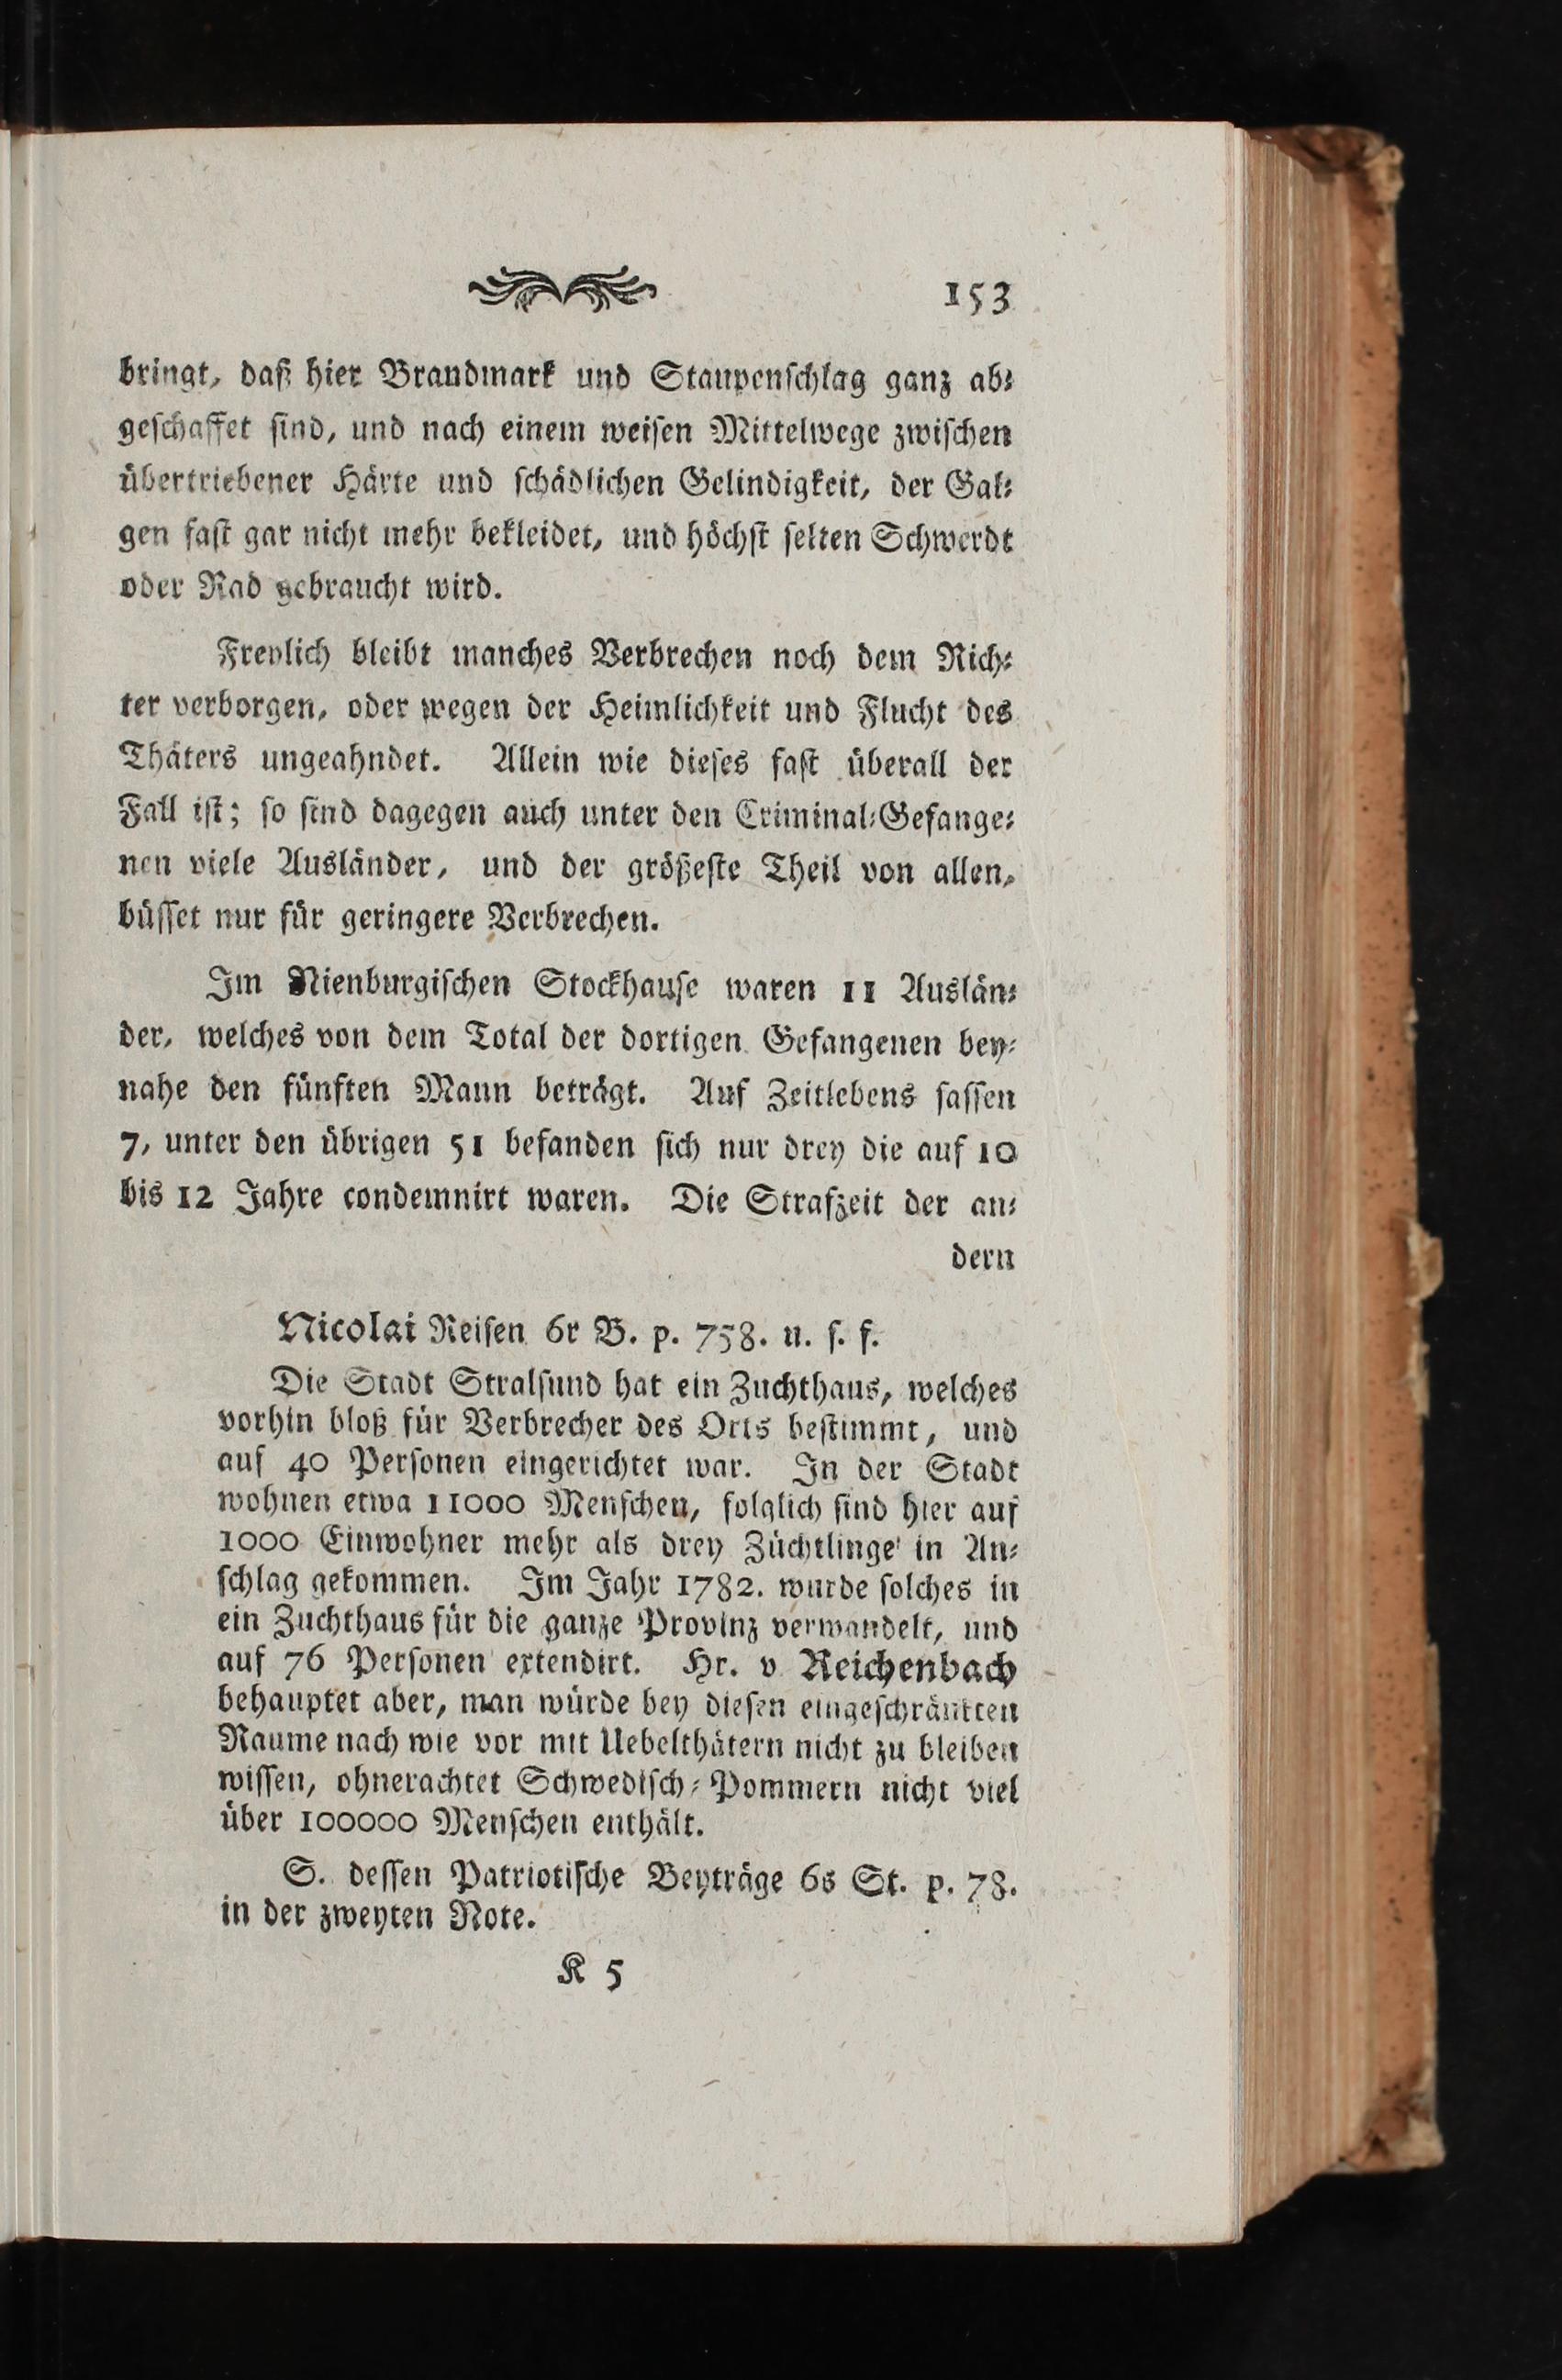 153
bringt, daß hier Brandmark und Staupenſchlag ganz ab⸗
geſchaffet ſind, und nach einem weiſen Mittelwege zwiſchen
übertriebener Härte und ſchädlichen Gelindigkeit, der Gal⸗
gen faſt gar nicht mehr bekleidet, und höchſt ſelten Schwerdt
oder Rad gebraucht wird.
Freylich bleibt manches Verbrechen noch dem Rich⸗
ter verborgen, oder wegen der Heimlichkeit und Flucht des
Thäters ungeahndet. Allein wie dieſes faſt überall der
Fall iſt; ſo ſind dagegen auch unter den Criminal⸗Gefange⸗
nen viele Ausländer, und der größeſte Theil von allen,
büſſet nur für geringere Verbrechen.
Im Nienburgiſchen Stockhauſe waren 11 Auslän⸗
der, welches von dem Total der dortigen Gefangenen bey⸗
nahe den fünften Mann beträgt. Auf Zeitlebens ſaſſen
7, unter den übrigen 51 befanden ſich nur drey die auf 10
bis 12 Jahre condemnirt waren. Die Strafzeit der an⸗
dern
Nicolai Reiſen 6r B. p. 758. u. ſ. f.
Die Stadt Stralſund hat ein Zuchthaus, welches
vorhin bloß für Verbrecher des Orts beſtimmt, und
auf 40 Perſonen eingerichtet war. In der Stadt
wohnen etwa 11000 Menſchen, folglich ſind hier auf
1000 Einwohner mehr als drey Züchtlinge in An⸗
ſchlag gekommen. Im Jahr 1782. wurde ſolches in
ein Zuchthaus für die ganze Provinz verwandelt, und
auf 76 Perſonen extendirt. Hr. v Reichenbach
behauptet aber, man würde bey dieſen eingeſchränkten
Raume nach wie vor mit Uebelthätern nicht zu bleiben
wiſſen, ohnerachtet Schwediſch⸗Pommern nicht viel
über 100000 Menſchen enthält.
S. deſſen Patriotiſche Beyträge 6s St. p. 78.
in der zweyten Note.
K 5